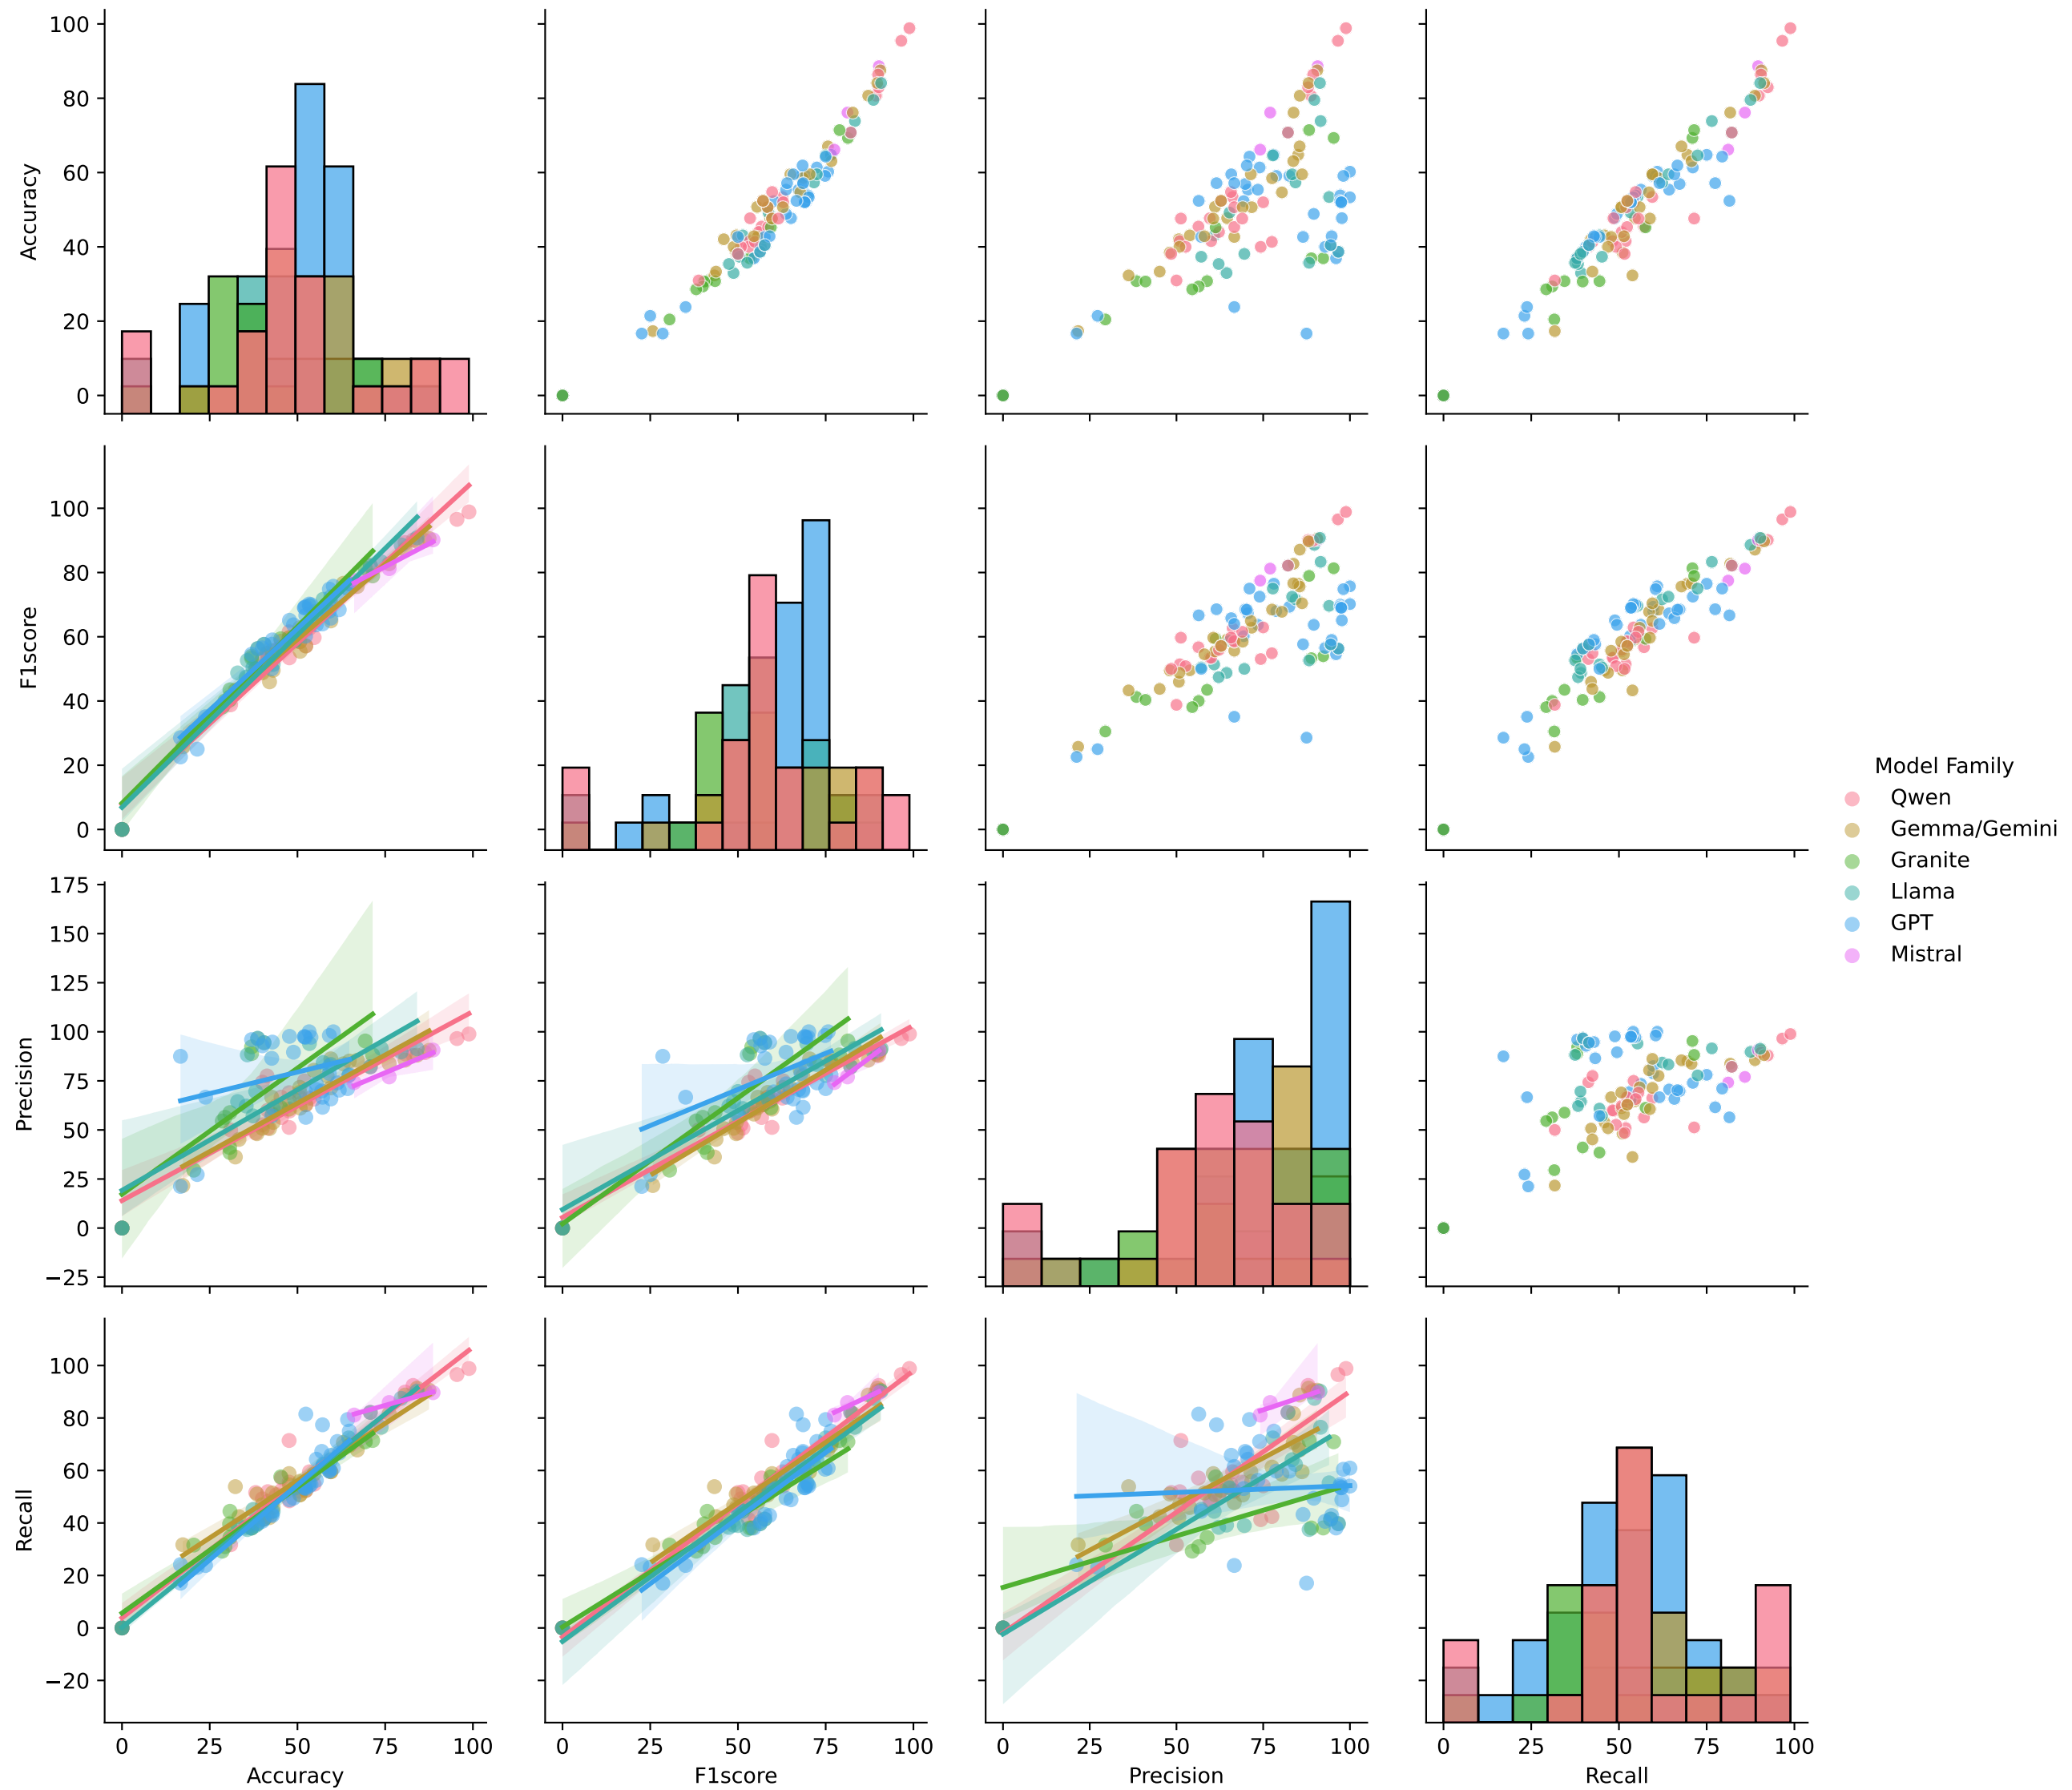 100
80
60
40
20
0
Accuracy
100
80
60
40
20
0
F1score
175
150
125
100
75
50
25
0
−25
Precision
100
80
60
40
20
0
−20
Recall
0 25 50 75 100
Accuracy
0 25 50 75 100
F1score
0 25 50 75 100
Precision
0 25 50 75 100
Recall
Model Family
Qwen
Gemma/Gemini
Granite
Llama
GPT
Mistral